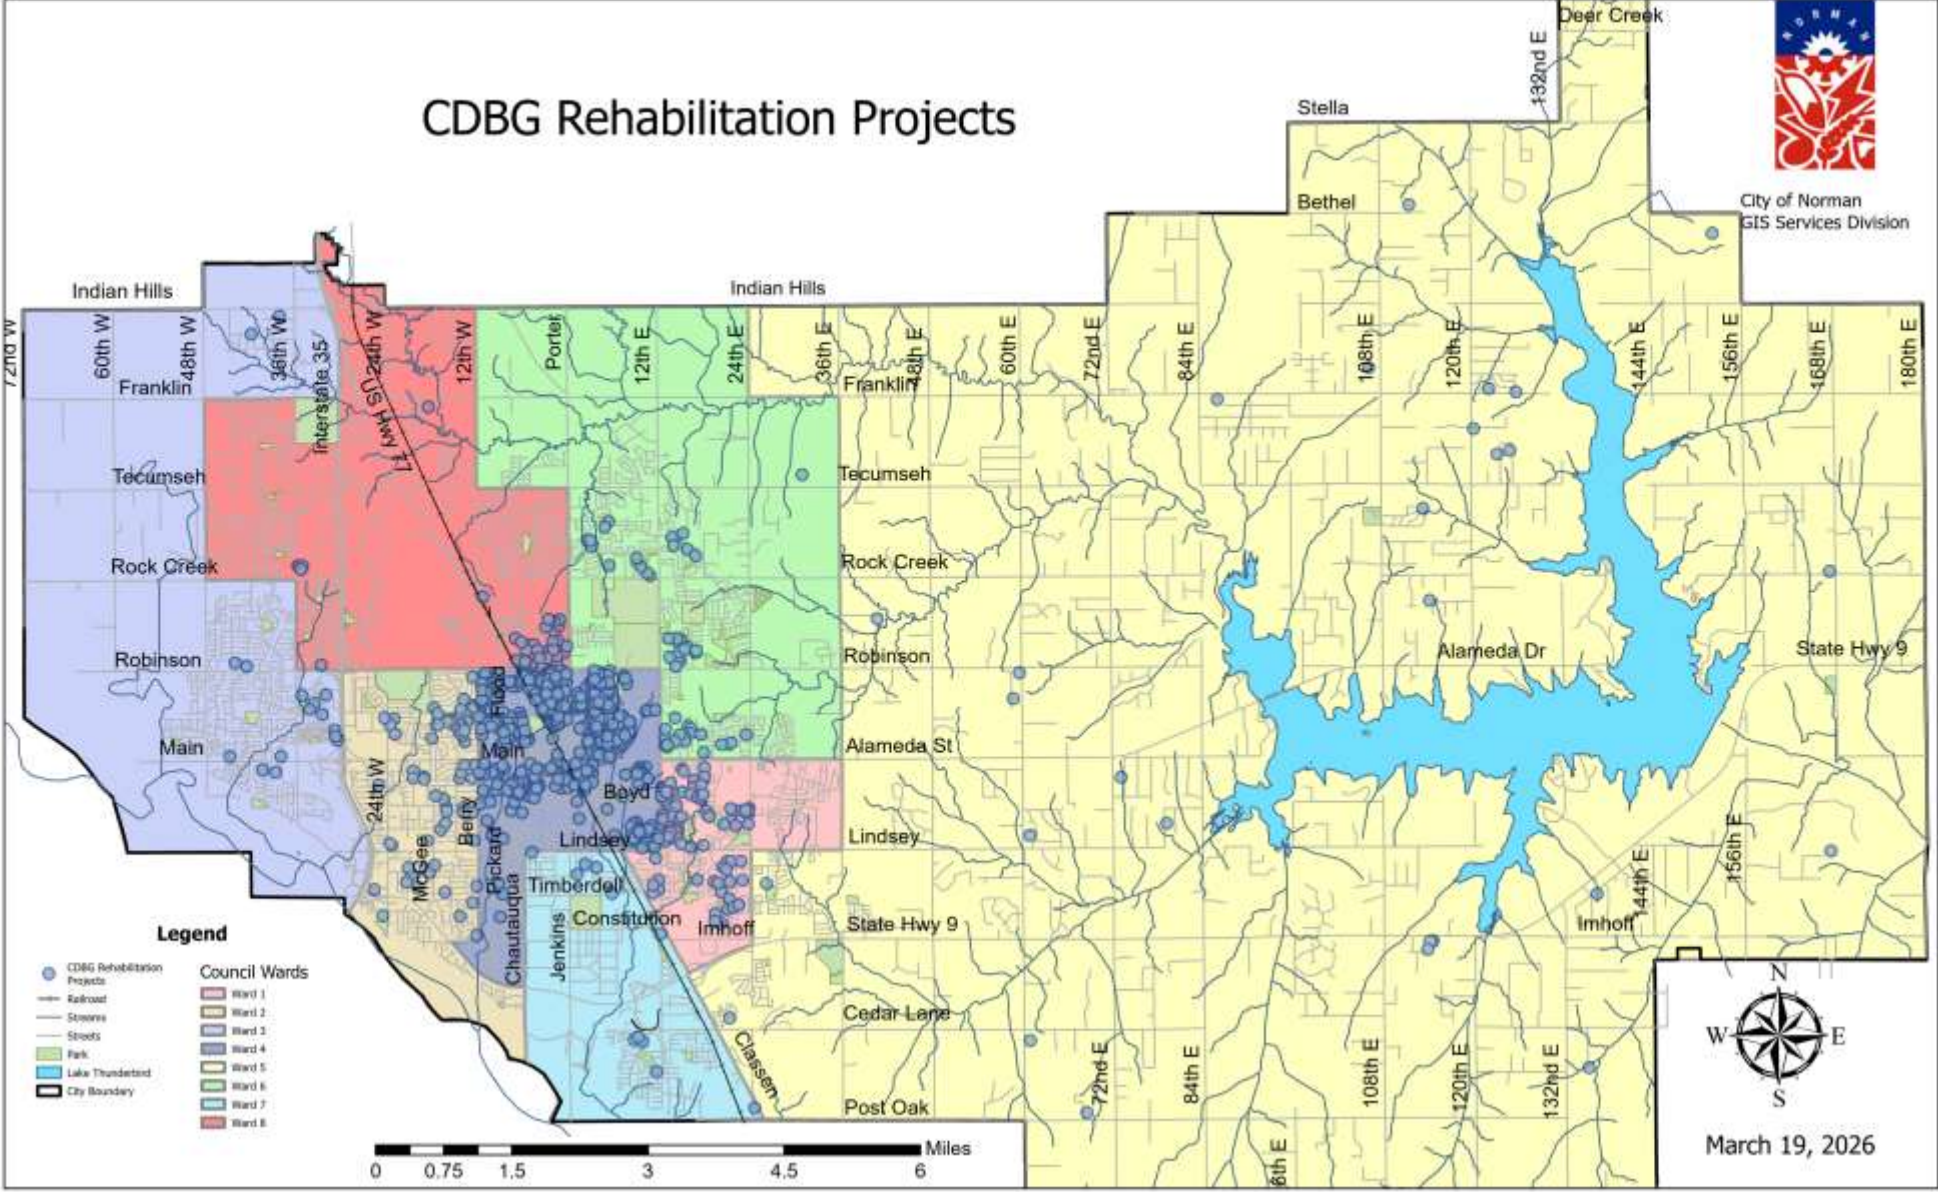 Deer Creek
132nd E
NORMAN
CDBG Rehabilitation Projects
Stella
Bethel
City of Norman
GIS Services Division
Indian Hills
Indian Hills
72nd W
60th W
48th W
36th W
Interstate 35
24th W
US Hwy 77
12th W
Porter
12th E
24th E
36th E
48th E
60th E
72nd E
84th E
108th E
120th E
144th E
156th E
168th E
180th E
Franklin
Franklin
Tecumseh
Tecumseh
Rock Creek
Rock Creek
Robinson
Robinson
Alameda Dr
State Hwy 9
Flood
Main
Main
Alameda St
24th W
Berry
Boyd
McGee
Pickard
Lindsey
Lindsey
156th E
144th E
Chautauqua
Timberdell
Jenkins
Constitution
Imhoff
State Hwy 9
Imhoff
Cedar Lane
Classen
72nd E
84th E
108th E
120th E
132nd E
Post Oak
6th E
Legend
CDBG Rehabilitation
Projects
Railroad
Streams
Streets
Park
Lake Thunderbird
City Boundary
Council Wards
Ward 1
Ward 2
Ward 3
Ward 4
Ward 5
Ward 6
Ward 7
Ward 8
0 0.75 1.5 3 4.5 6 Miles
N
W E
S
March 19, 2026